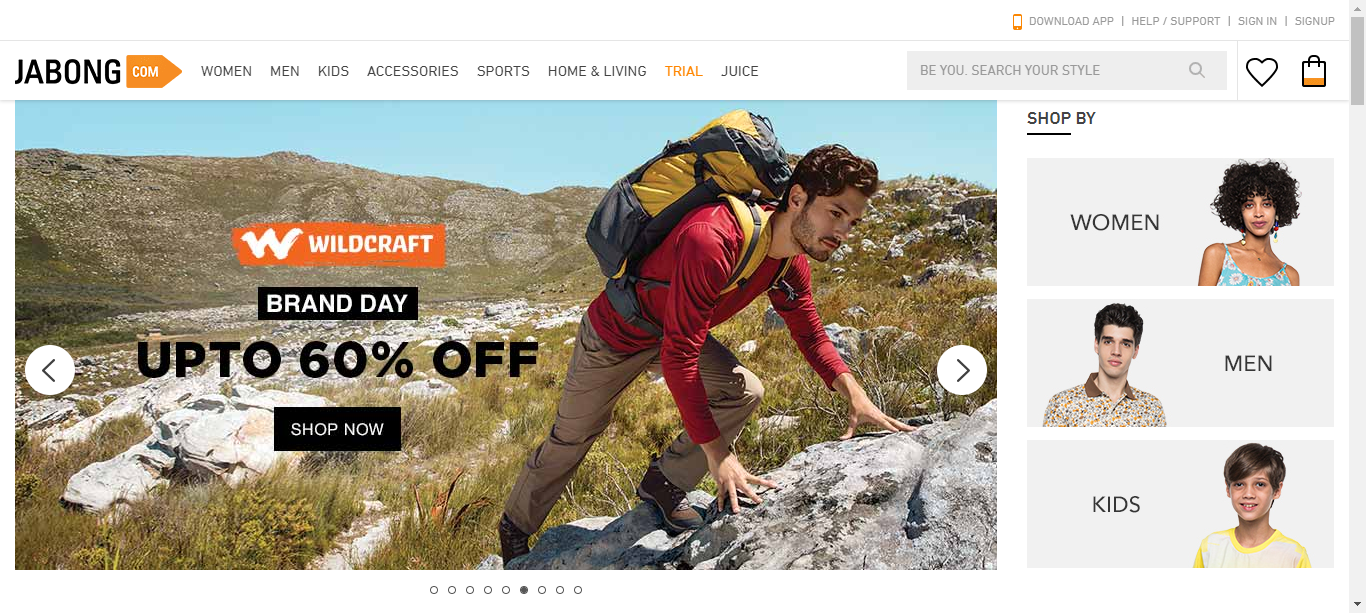 DOWNLOAD APP | HELP / SUPPORT | SIGN IN | SIGNUP
JABONG COM
WOMEN MEN KIDS ACCESSORIES SPORTS HOME & LIVING TRIAL JUICE
BE YOU. SEARCH YOUR STYLE
WILDCRAFT
BRAND DAY
UPTO 60% OFF
SHOP NOW
SHOP BY
WOMEN
MEN
KIDS